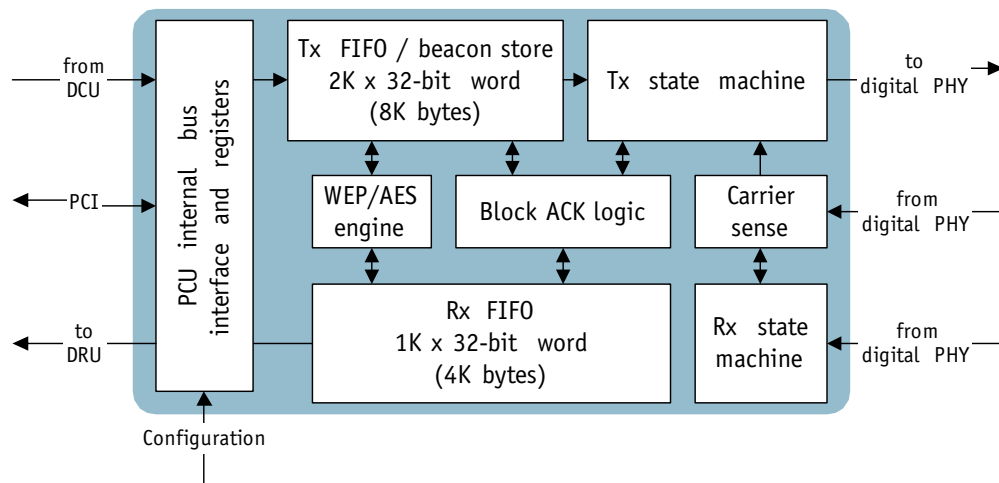 from
DCU
PCI
to
DRU
Configuration
PCU internal bus
interface and registers
Tx FIFO / beacon store
2K x 32-bit word
(8K bytes)
Tx state machine
to
digital PHY
WEP/AES
engine
Block ACK logic
Carrier
sense
from
digital PHY
Rx FIFO
1K x 32-bit word
(4K bytes)
Rx state
machine
from
digital PHY